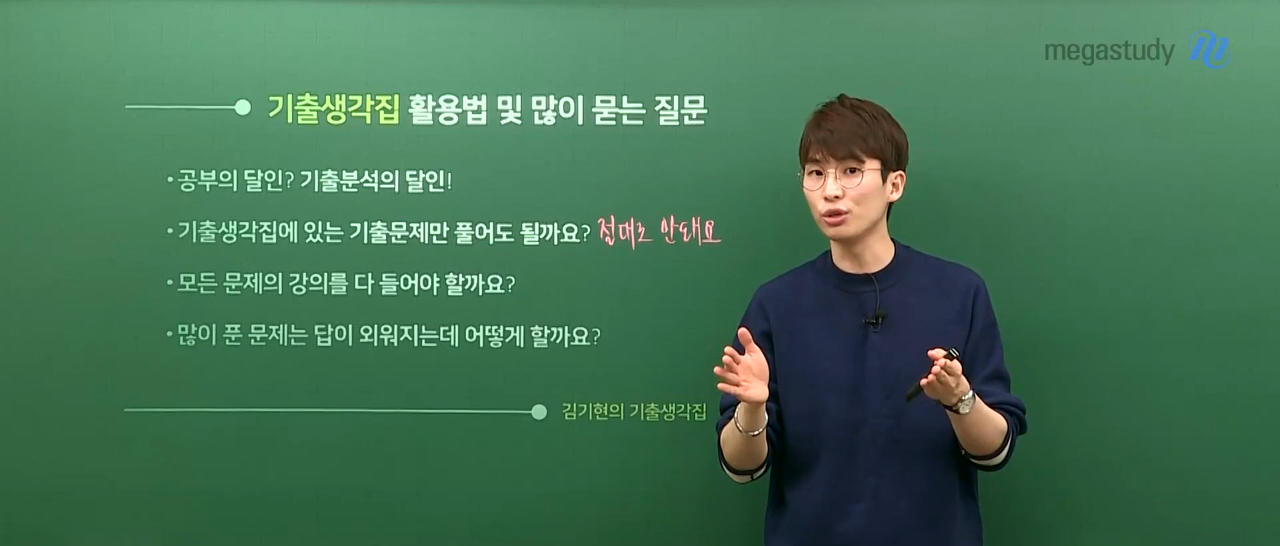 megastudy
기출생각집 활용법 및 많이 묻는 질문
•공부의 달인? 기출분석의 달인!
•기출생각집에 있는 기출문제만 풀어도 될까요? 절대로 안돼요
•모든 문제의 강의를 다 들어야 할까요?
•많이 푼 문제는 답이 외워지는데 어떻게 할까요?
김기현의 기출생각집